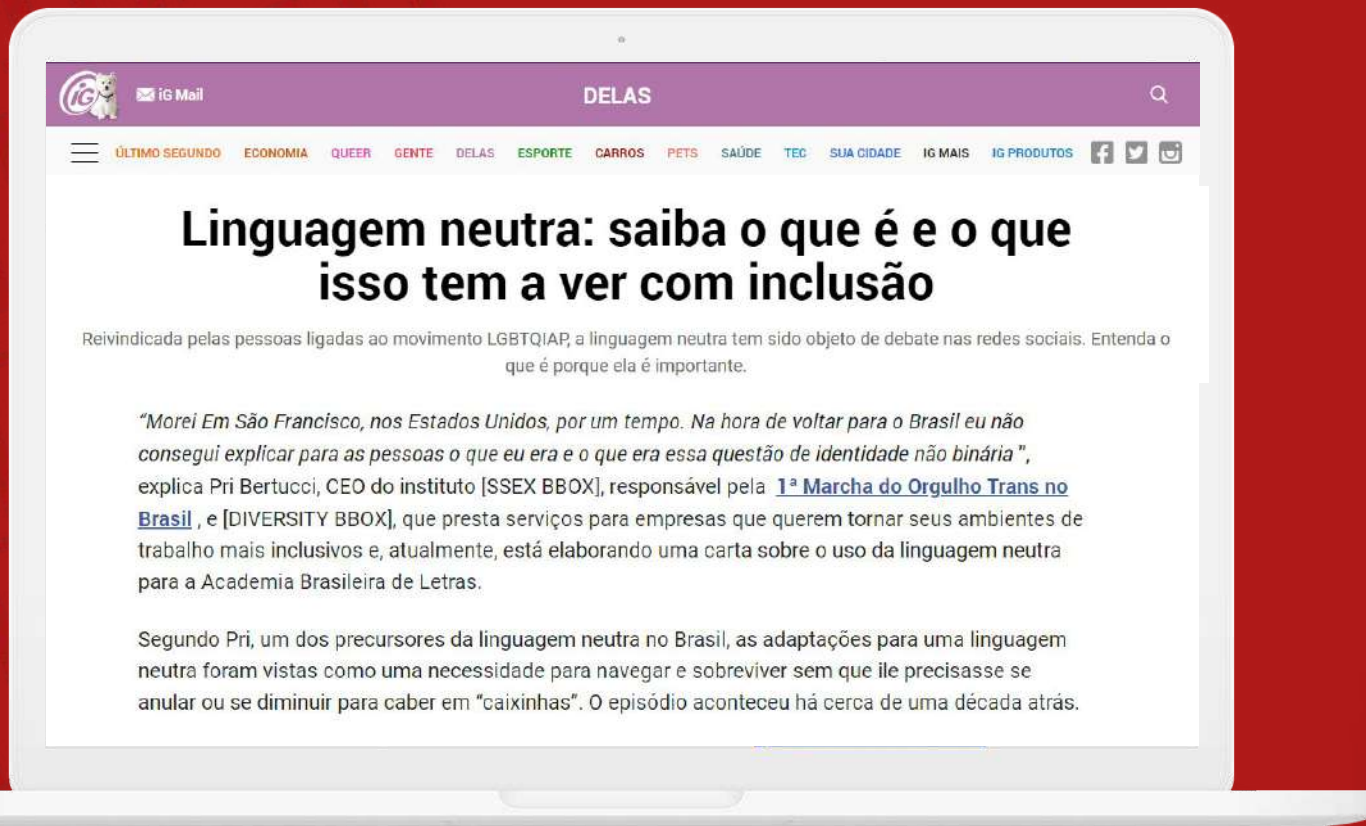 iG
iG Mail
DELAS
ÚLTIMO SEGUNDO ECONOMIA QUEER GENTE DELAS ESPORTE CARROS PETS SAÚDE TEC SUA CIDADE IG MAIS IG PRODUTOS
Linguagem neutra: saiba o que é e o que
isso tem a ver com inclusão
Reivindicada pelas pessoas ligadas ao movimento LGBTQIAP, a linguagem neutra tem sido objeto de debate nas redes sociais. Entenda o
que é porque ela é importante.
“Morei Em São Francisco, nos Estados Unidos, por um tempo. Na hora de voltar para o Brasil eu não
consegui explicar para as pessoas o que eu era e o que era essa questão de identidade não binária ",
explica Pri Bertucci, CEO do instituto [SSEX BBOX], responsável pela 1ª Marcha do Orgulho Trans no
Brasil , e [DIVERSITY BBOX], que presta serviços para empresas que querem tornar seus ambientes de
trabalho mais inclusivos e, atualmente, está elaborando uma carta sobre o uso da linguagem neutra
para a Academia Brasileira de Letras.
Segundo Pri, um dos precursores da linguagem neutra no Brasil, as adaptações para uma linguagem
neutra foram vistas como uma necessidade para navegar e sobreviver sem que ile precisasse se
anular ou se diminuir para caber em “caixinhas”. O episódio aconteceu há cerca de uma década atrás.